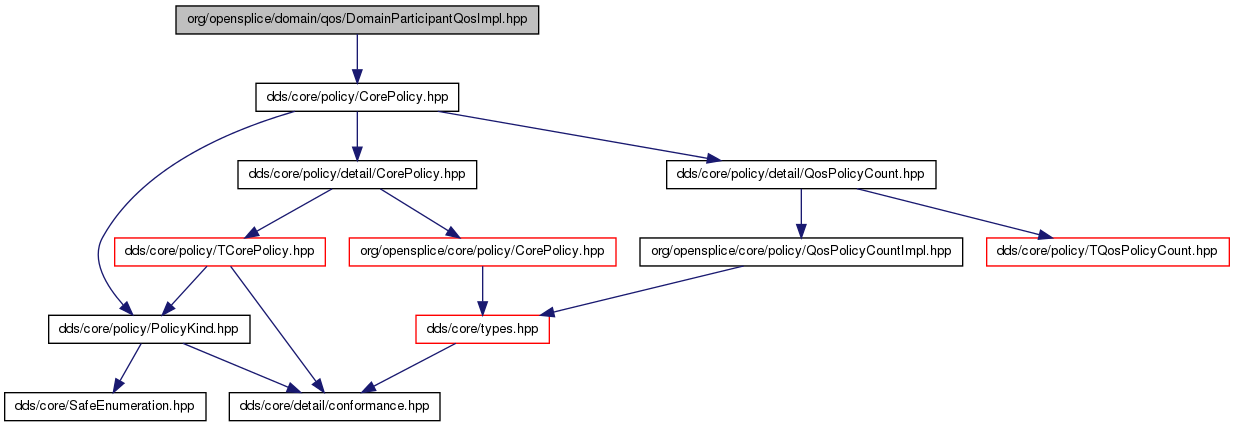 org/opensplice/domain/qos/DomainParticipantQosImpl.hpp
dds/core/policy/CorePolicy.hpp
dds/core/policy/detail/CorePolicy.hpp
dds/core/policy/detail/QosPolicyCount.hpp
dds/core/policy/TCorePolicy.hpp
org/opensplice/core/policy/CorePolicy.hpp
org/opensplice/core/policy/QosPolicyCountImpl.hpp
dds/core/policy/TQosPolicyCount.hpp
dds/core/policy/PolicyKind.hpp
dds/core/types.hpp
dds/core/SafeEnumeration.hpp
dds/core/detail/conformance.hpp